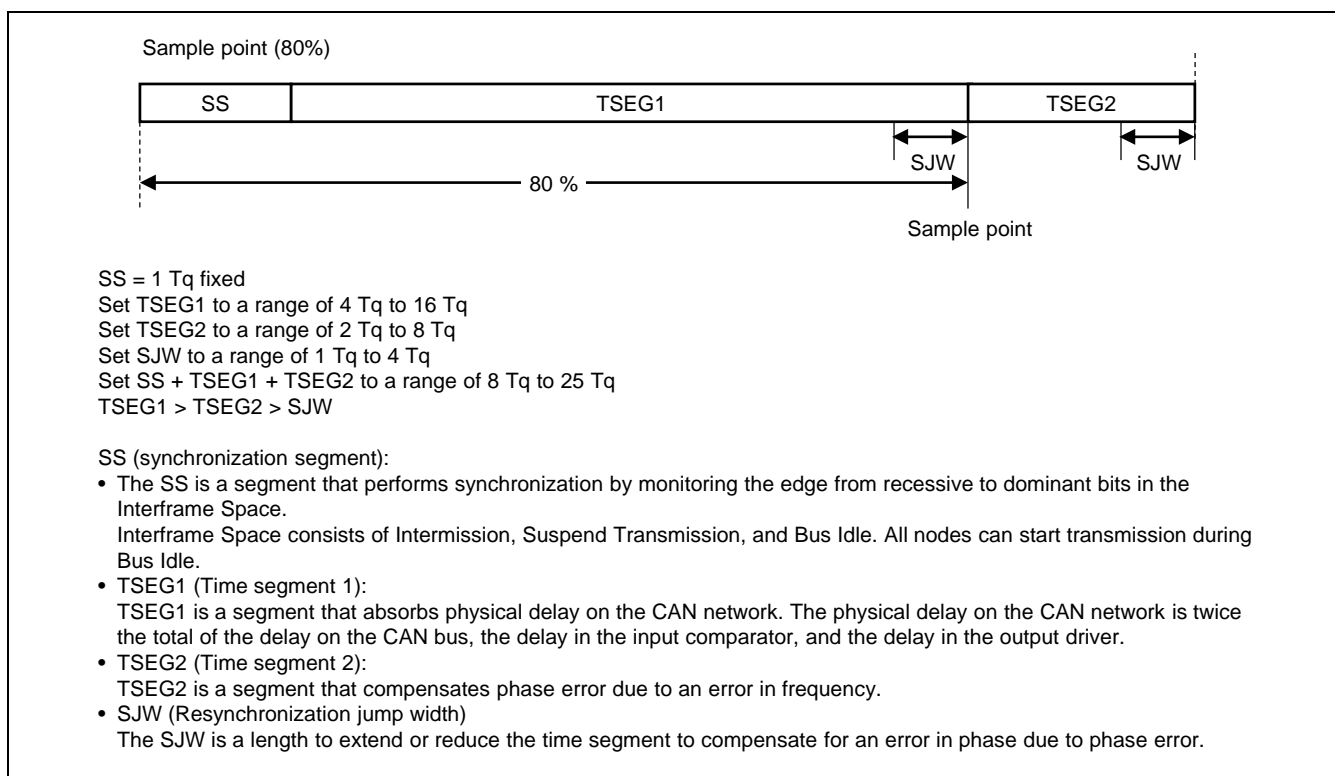 Sample point (80%)
SS TSEG1 TSEG2
SJW SJW
80 %
Sample point
SS = 1 Tq fixed
Set TSEG1 to a range of 4 Tq to 16 Tq
Set TSEG2 to a range of 2 Tq to 8 Tq
Set SJW to a range of 1 Tq to 4 Tq
Set SS + TSEG1 + TSEG2 to a range of 8 Tq to 25 Tq
TSEG1 > TSEG2 > SJW
SS (synchronization segment):
• The SS is a segment that performs synchronization by monitoring the edge from recessive to dominant bits in the
Interframe Space.
Interframe Space consists of Intermission, Suspend Transmission, and Bus Idle. All nodes can start transmission during
Bus Idle.
• TSEG1 (Time segment 1):
TSEG1 is a segment that absorbs physical delay on the CAN network. The physical delay on the CAN network is twice
the total of the delay on the CAN bus, the delay in the input comparator, and the delay in the output driver.
• TSEG2 (Time segment 2):
TSEG2 is a segment that compensates phase error due to an error in frequency.
• SJW (Resynchronization jump width)
The SJW is a length to extend or reduce the time segment to compensate for an error in phase due to phase error.